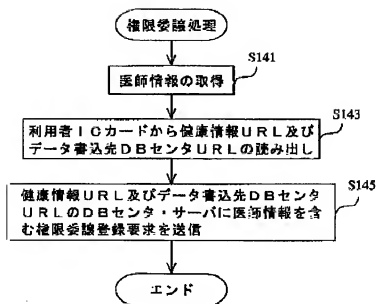 権限委譲処理
S141
医師情報の取得
S143
利用者ICカードから健康情報URL及び
データ書込先DBセンタURLの読み出し
S145
健康情報URL及びデータ書込先DBセンタ
URLのDBセンタ・サーバに医師情報を含
む権限委譲登録要求を送信
エンド